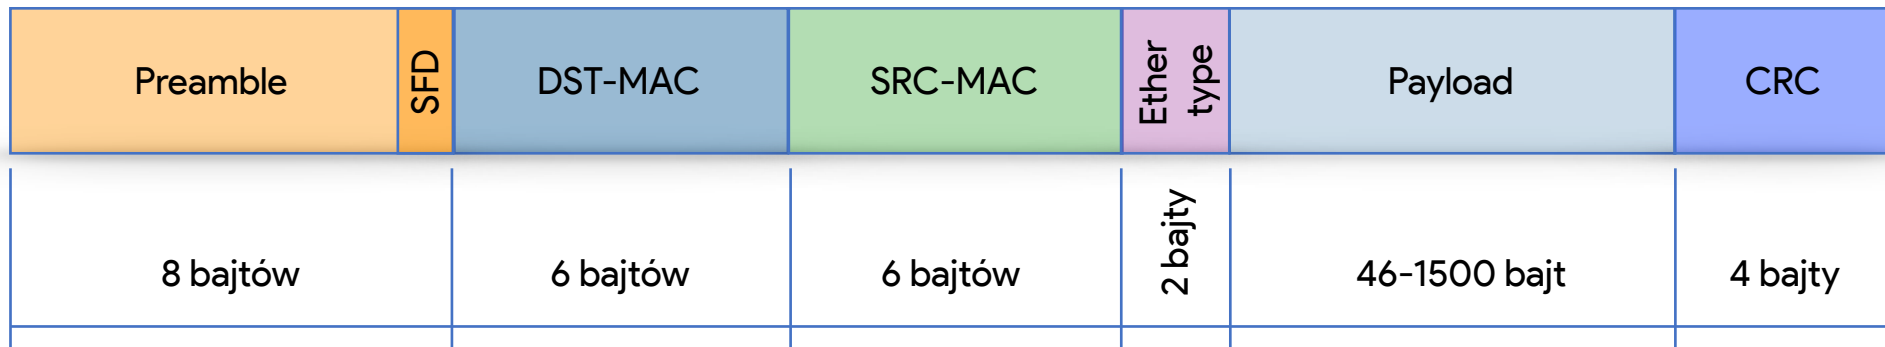 Preamble
SFD
DST-MAC
SRC-MAC
Ether
type
Payload
CRC
8 bajtów
6 bajtów
6 bajtów
2 bajty
46-1500 bajt
4 bajty